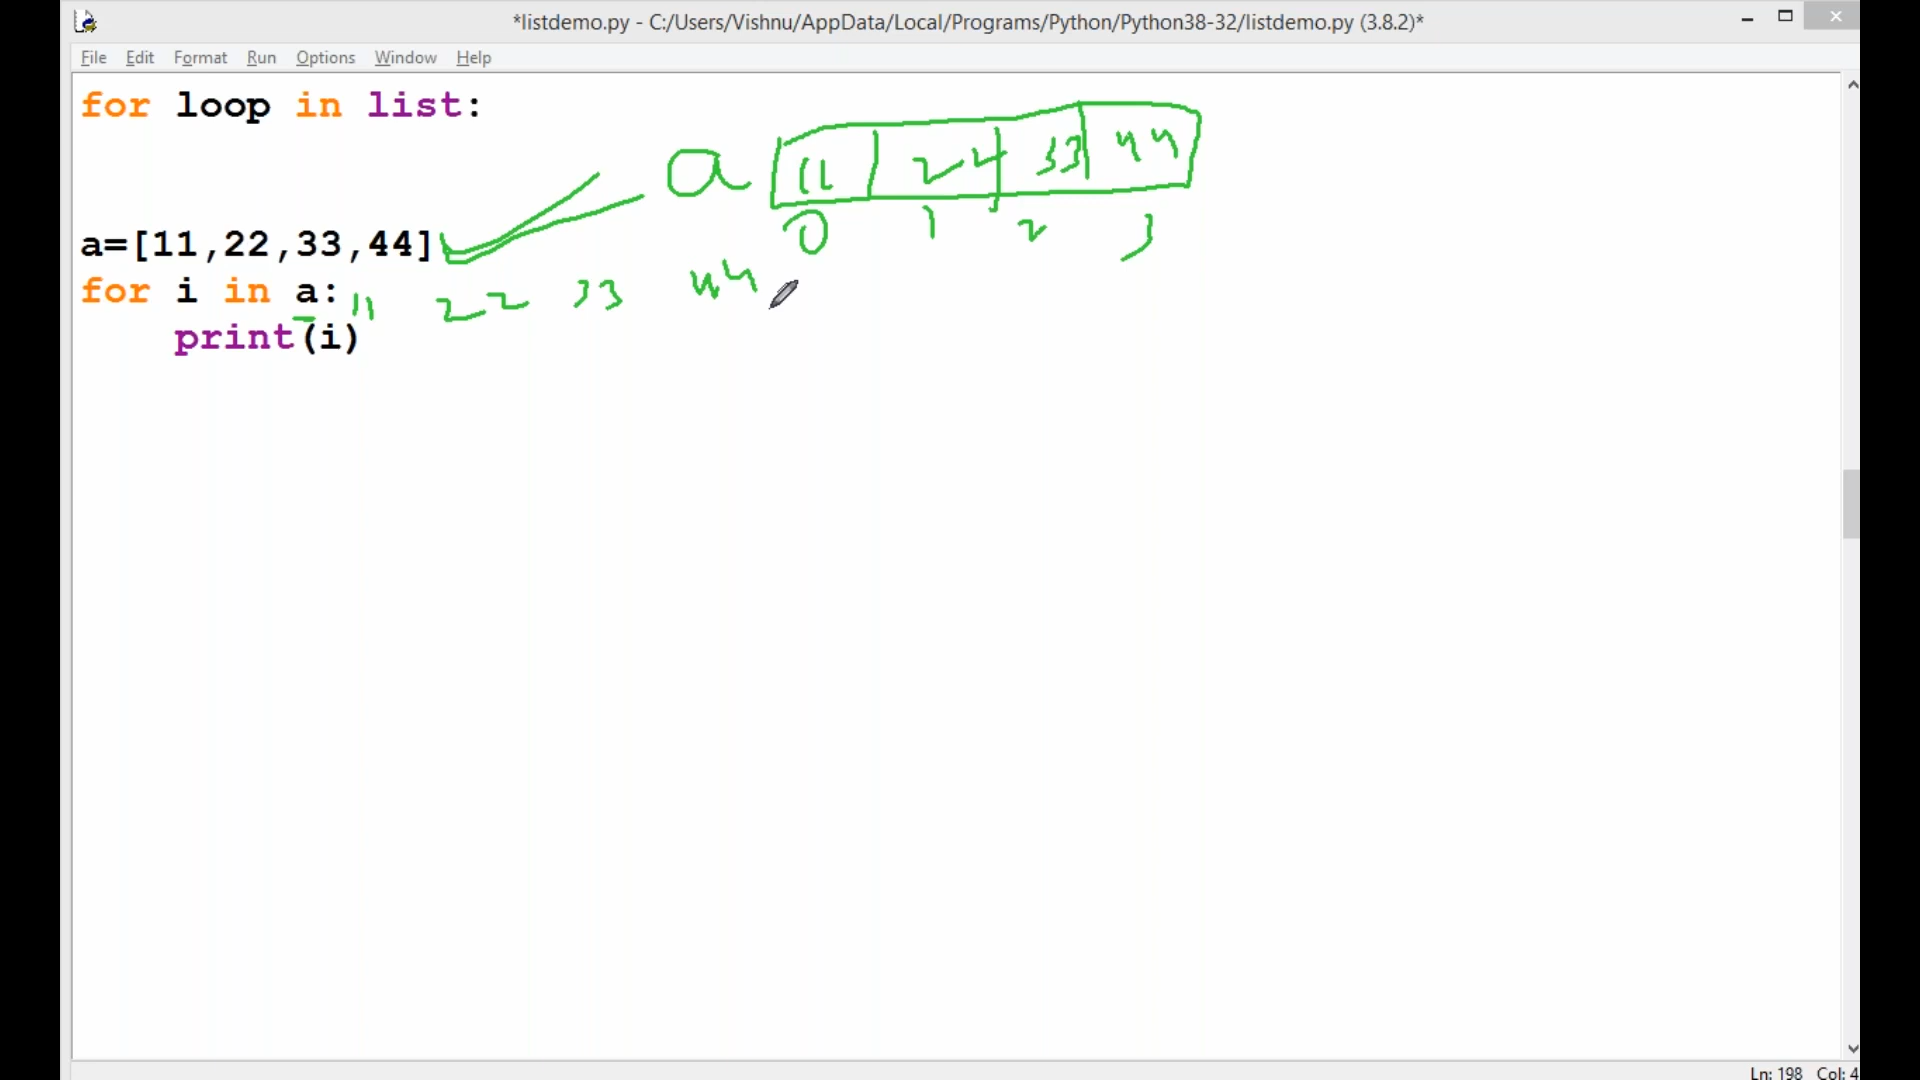 *listdemo.py - C:/Users/Vishnu/AppData/Local/Programs/Python/Python38-32/listdemo.py (3.8.2)*
File Edit Format Run Options Window Help
for loop in list:
a 11 24 33 44
0 1 2 3
a=[11,22,33,44]
for i in a: 11 22 33 44
print(i)
Ln: 198 Col: 4